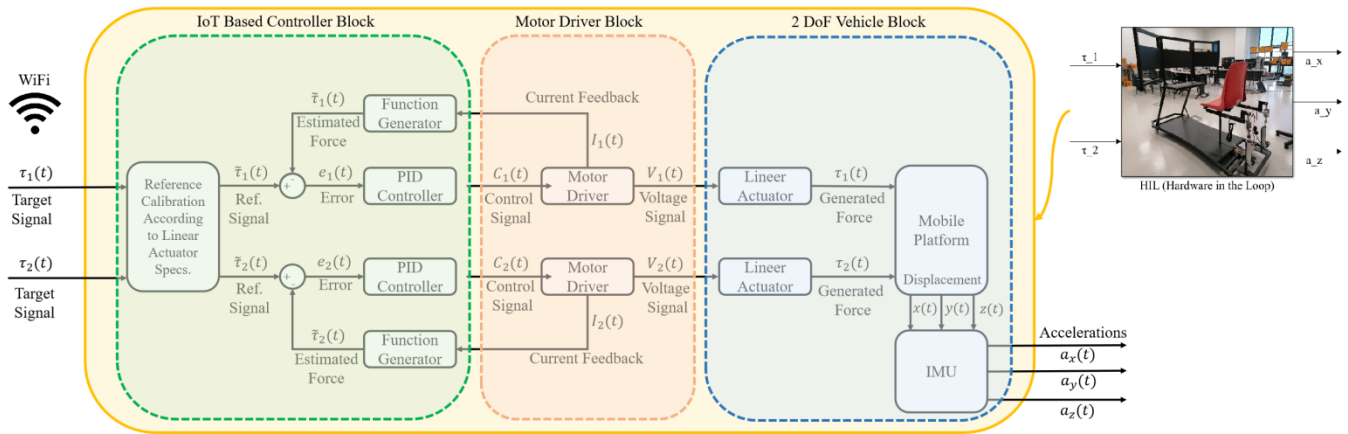 IoT Based Controller Block
Motor Driver Block
2 DoF Vehicle Block
WiFi
τ₁(t)
Target
Signal
τ₂(t)
Target
Signal
Reference
Calibration
According
to Linear
Actuator
Specs.
τ̃₁(t)
Estimated
Force
Function
Generator
Current Feedback
I₁(t)
τ̃₁(t)
Ref.
Signal
+
-
e₁(t)
Error
PID
Controller
C₁(t)
Control
Signal
Motor
Driver
V₁(t)
Voltage
Signal
Lineer
Actuator
τ₁(t)
Generated
Force
τ̃₂(t)
Ref.
Signal
+
-
e₂(t)
Error
PID
Controller
C₂(t)
Control
Signal
Motor
Driver
V₂(t)
Voltage
Signal
Lineer
Actuator
τ₂(t)
Generated
Force
τ̃₂(t)
Estimated
Force
Function
Generator
I₂(t)
Current Feedback
Mobile
Platform
Displacement
x(t) y(t) z(t)
IMU
Accelerations
aₓ(t)
a_y(t)
a_z(t)
τ_1
τ_2
a_x
a_y
a_z
HIL (Hardware in the Loop)